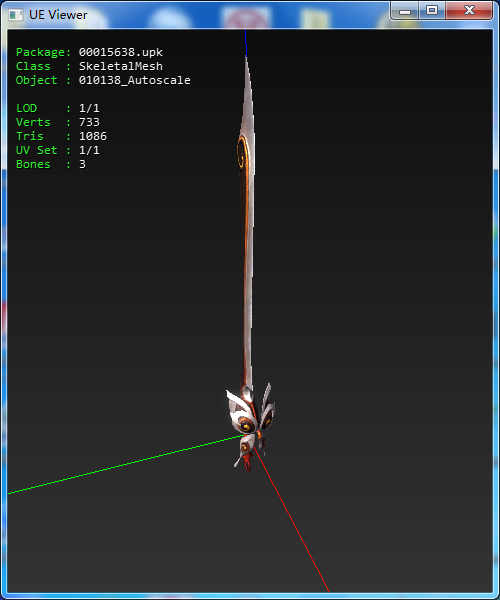 UE Viewer
Package: 00015638.upk
Class : SkeletalMesh
Object : 010138_Autoscale
LOD : 1/1
Verts : 733
Tris : 1086
UV Set : 1/1
Bones : 3